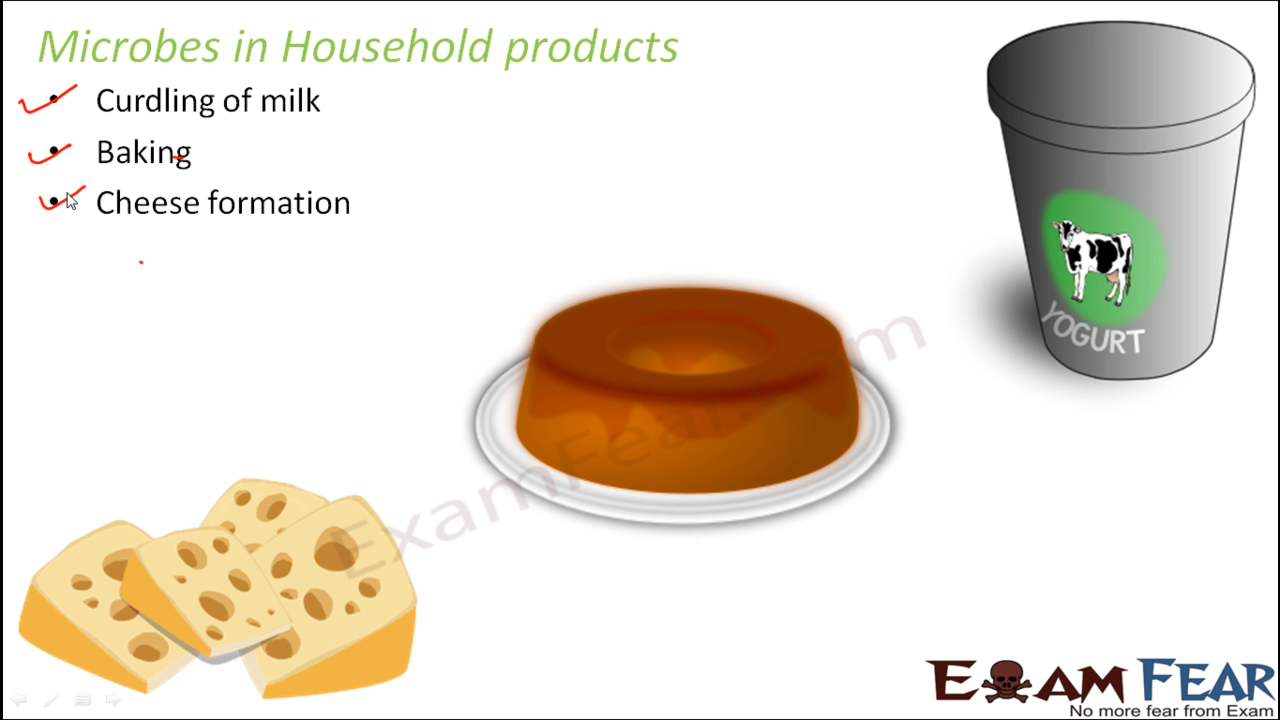 Microbes in Household products
• Curdling of milk
• Baking
• Cheese formation
YOGURT
ExamFear.com
EXAM FEAR
No more fear from Exam